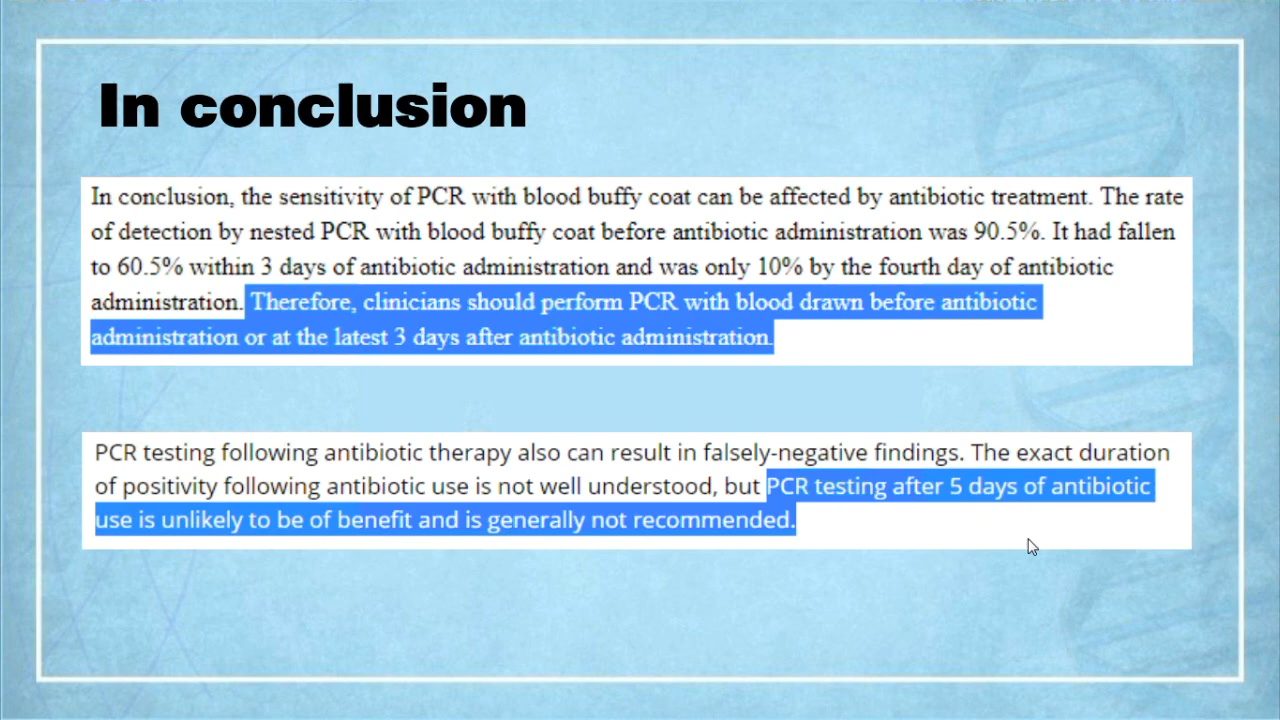 In conclusion
In conclusion, the sensitivity of PCR with blood buffy coat can be affected by antibiotic treatment. The rate
of detection by nested PCR with blood buffy coat before antibiotic administration was 90.5%. It had fallen
to 60.5% within 3 days of antibiotic administration and was only 10% by the fourth day of antibiotic
administration. Therefore, clinicians should perform PCR with blood drawn before antibiotic
administration or at the latest 3 days after antibiotic administration.
PCR testing following antibiotic therapy also can result in falsely-negative findings. The exact duration
of positivity following antibiotic use is not well understood, but PCR testing after 5 days of antibiotic
use is unlikely to be of benefit and is generally not recommended.